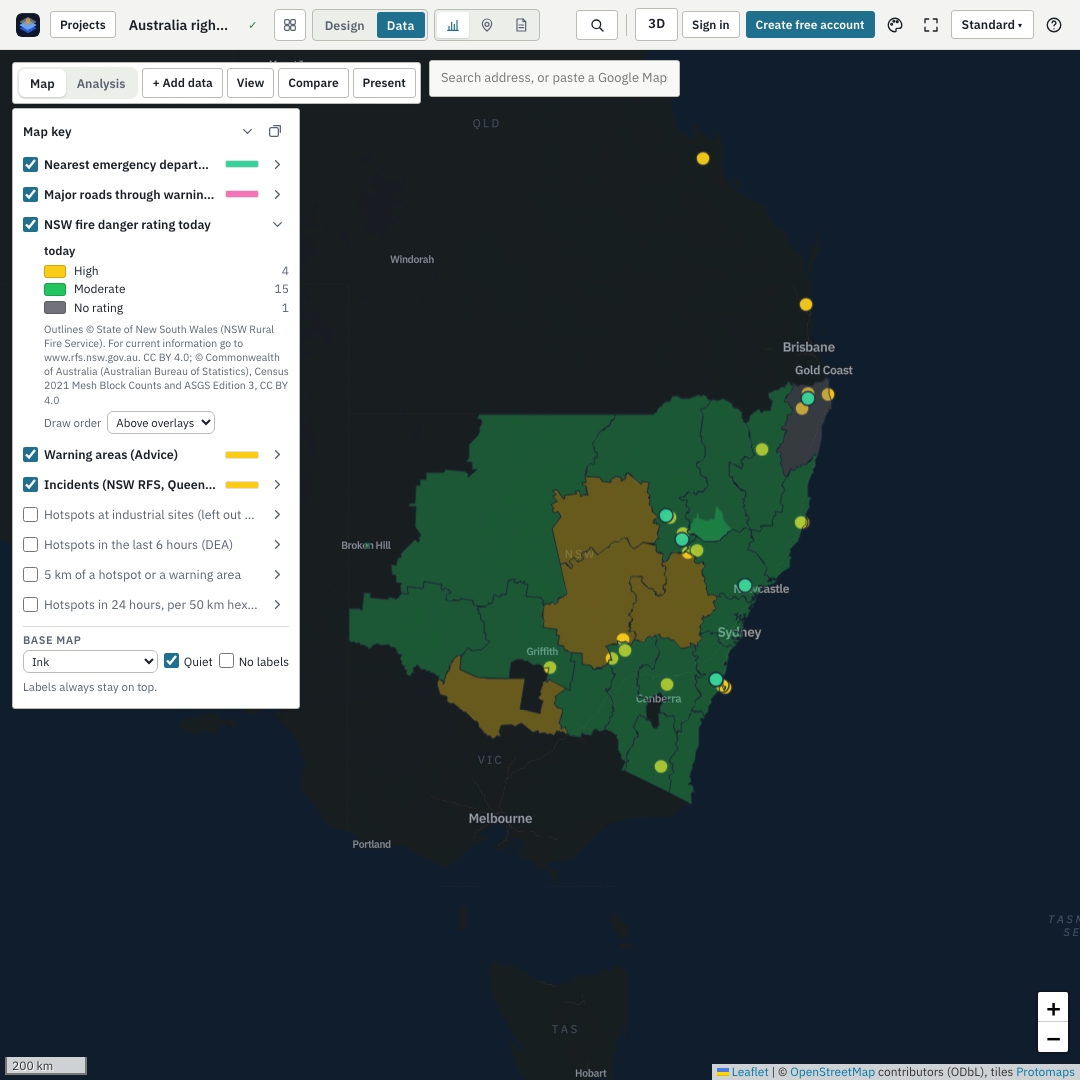 Projects
Australia righ...
✓
Design
Data
3D
Sign in
Create free account
Standard
Map
Analysis
+ Add data
View
Compare
Present
Search address, or paste a Google Map
Map key
Nearest emergency depart...
Major roads through warnin...
NSW fire danger rating today
today
High 4
Moderate 15
No rating 1
Outlines © State of New South Wales (NSW Rural
Fire Service). For current information go to
www.rfs.nsw.gov.au. CC BY 4.0; © Commonwealth
of Australia (Australian Bureau of Statistics), Census
2021 Mesh Block Counts and ASGS Edition 3, CC BY
4.0
Draw order Above overlays
Warning areas (Advice)
Incidents (NSW RFS, Queen...
Hotspots at industrial sites (left out ...
Hotspots in the last 6 hours (DEA)
5 km of a hotspot or a warning area
Hotspots in 24 hours, per 50 km hex...
BASE MAP
Ink
Quiet
No labels
Labels always stay on top.
QLD
Windorah
Brisbane
Gold Coast
Broken Hill
NSW
Newcastle
Sydney
Griffith
Canberra
VIC
Melbourne
Portland
TAS
Hobart
200 km
+
−
Leaflet | © OpenStreetMap contributors (ODbL), tiles Protomaps